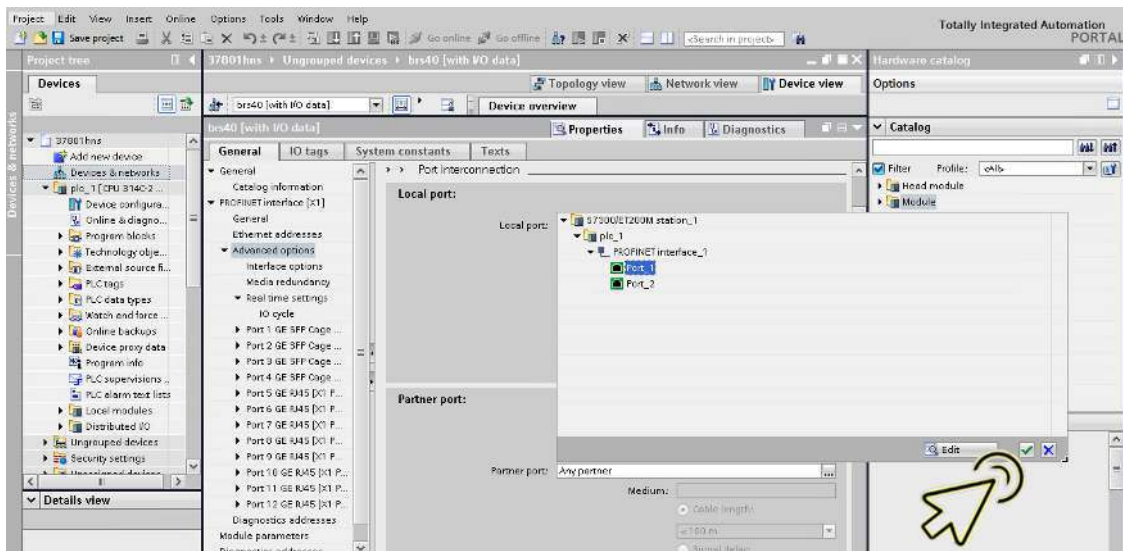 Project Edit View Insert Online Options Tools Window Help
Totally Integrated Automation
PORTAL
Save project Go online Go offline <Search in project>
Project tree
37801hns Ungrouped devices brs40 [with I/O data]
Hardware catalog
Devices
Topology view Network view Device view
Options
brs40 [with I/O data] Device overview
brs40 [with I/O data] Properties Info Diagnostics
Catalog
General IO tags System constants Texts
Filter Profile: <All>
Head module
Module
Devices & networks
37801hns
Add new device
Devices & networks
plc_1 [CPU 314C-2 ...
Device configura...
Online & diagno...
Program blocks
Technology obje...
External source fi...
PLC tags
PLC data types
Watch and force ...
Online backups
Device proxy data
Program info
PLC supervisions ...
PLC alarm text lists
Local modules
Distributed I/O
Ungrouped devices
Security settings
Details view
General
Catalog information
PROFINET interface [X1]
General
Ethernet addresses
Advanced options
Interface options
Media redundancy
Real time settings
IO cycle
Port 1 GE SFP Cage ...
Port 2 GE SFP Cage ...
Port 3 GE SFP Cage ...
Port 4 GE SFP Cage ...
Port 5 GE RJ45 [X1 P...
Port 6 GE RJ45 [X1 P...
Port 7 GE RJ45 [X1 P...
Port 8 GE RJ45 [X1 P...
Port 9 GE RJ45 [X1 P...
Port 10 GE RJ45 [X1 P...
Port 11 GE RJ45 [X1 P...
Port 12 GE RJ45 [X1 P...
Diagnostics addresses
Module parameters
Port Interconnection
Local port:
Local port:
S7300/ET200M station_1
plc_1
PROFINET interface_1
Port_1
Port_2
Edit
Partner port:
Partner port: Any partner ...
Medium:
Cable length:
<100 m
Signal delay: